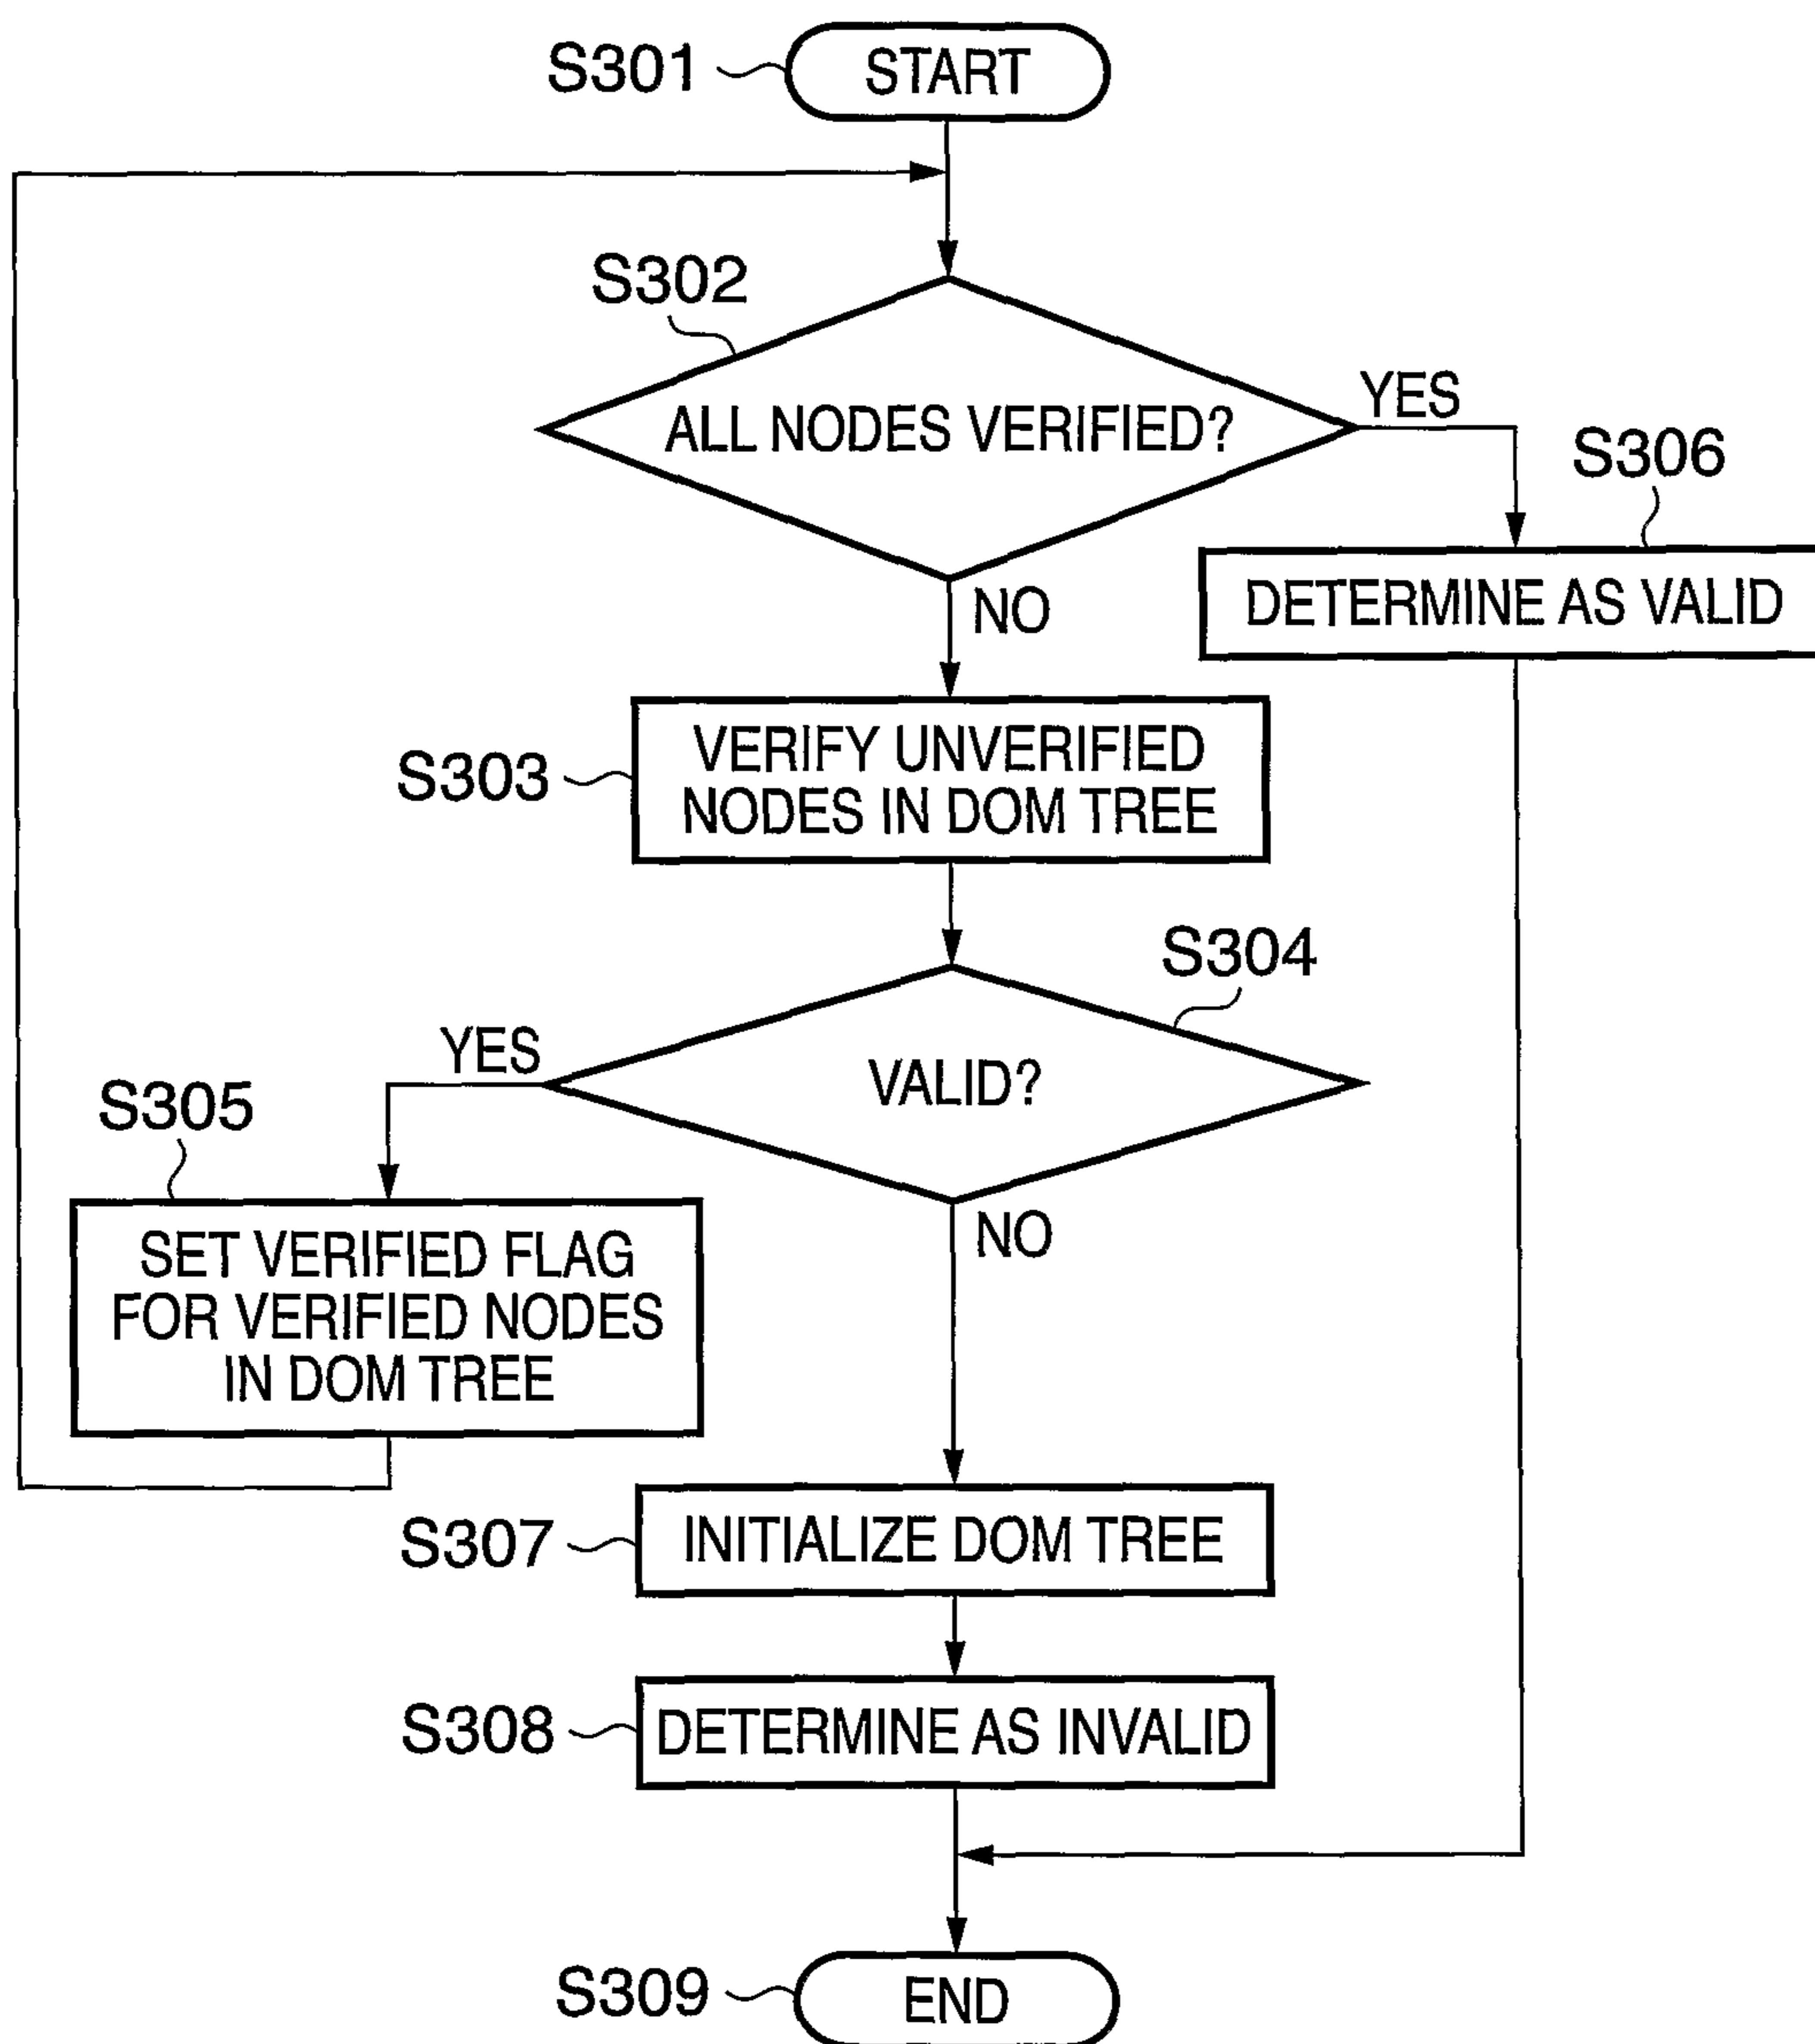 S301
START
S302
ALL NODES VERIFIED?
YES
S306
DETERMINE AS VALID
NO
S303
VERIFY UNVERIFIED
NODES IN DOM TREE
S304
YES
VALID?
S305
NO
SET VERIFIED FLAG
FOR VERIFIED NODES
IN DOM TREE
S307
INITIALIZE DOM TREE
S308
DETERMINE AS INVALID
S309
END